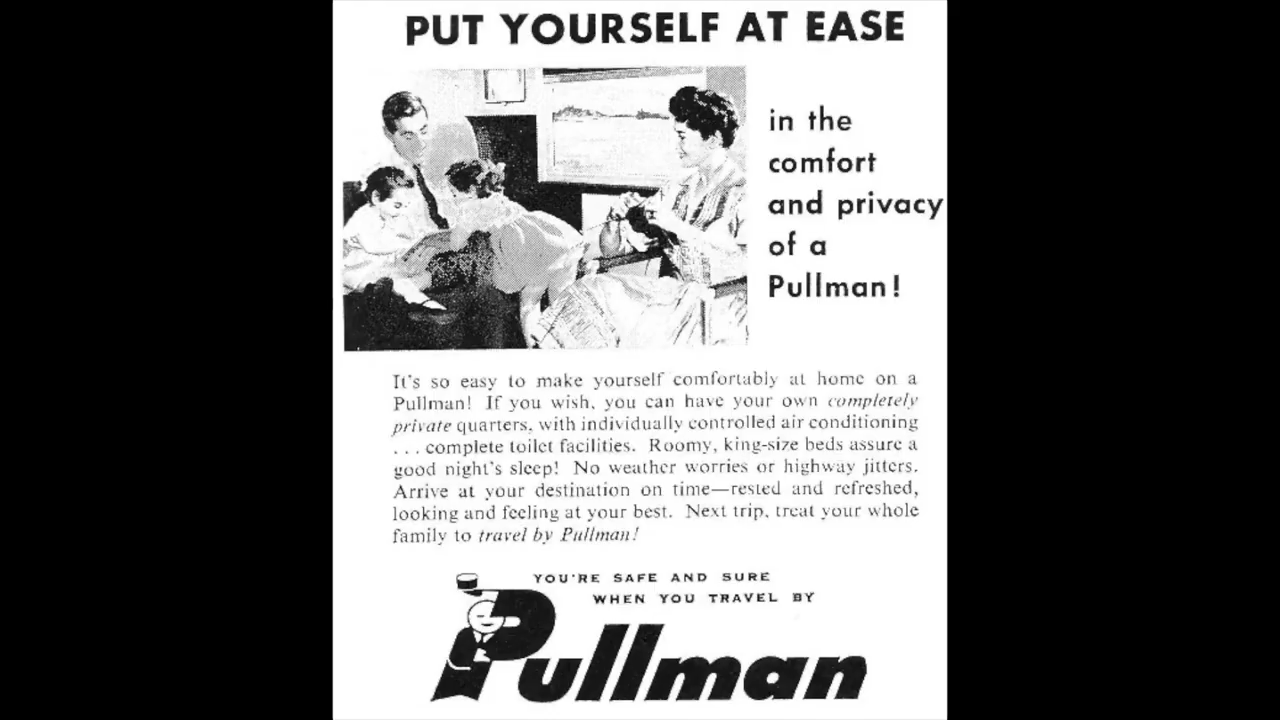 PUT YOURSELF AT EASE
in the
comfort
and privacy
of a
Pullman!
It's so easy to make yourself comfortably at home on a
Pullman! If you wish, you can have your own completely
private quarters, with individually controlled air conditioning
. . . complete toilet facilities. Roomy, king-size beds assure a
good night's sleep! No weather worries or highway jitters.
Arrive at your destination on time—rested and refreshed,
looking and feeling at your best. Next trip, treat your whole
family to travel by Pullman!
YOU'RE SAFE AND SURE
WHEN YOU TRAVEL BY
Pullman